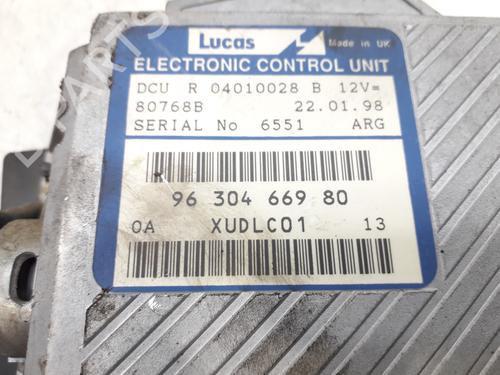 Lucas
Made in UK
ELECTRONIC CONTROL UNIT
DCU R 04010028 B 12V=
80768B 22.01.98
SERIAL No 6551 ARG
96 304 669 80
0A XUDLC01 13
PARTS